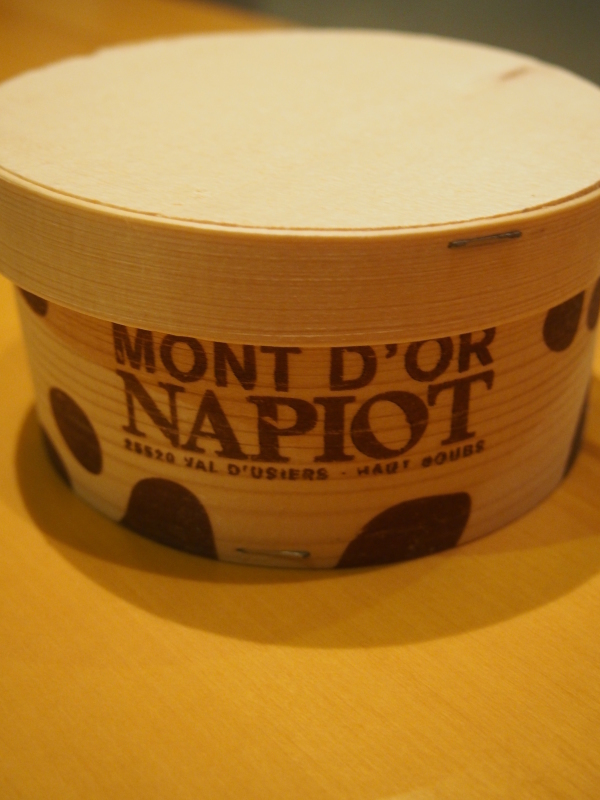 MONT D'OR
NAPIOT
25520 VAL D'USIERS - HAUT DOUBS